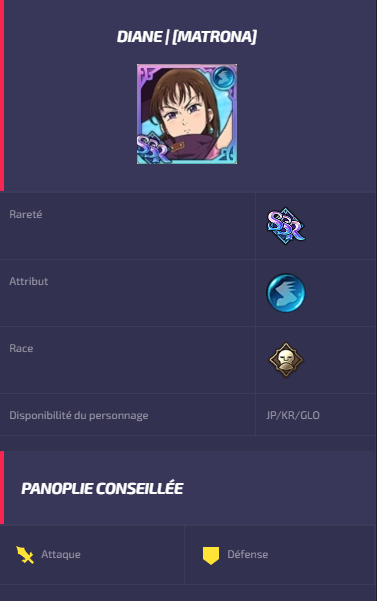 DIANE | [MATRONA]
SSR
Rareté
SSR
Attribut
Race
Disponibilité du personnage
JP/KR/GLO
PANOPLIE CONSEILLÉE
Attaque
Défense